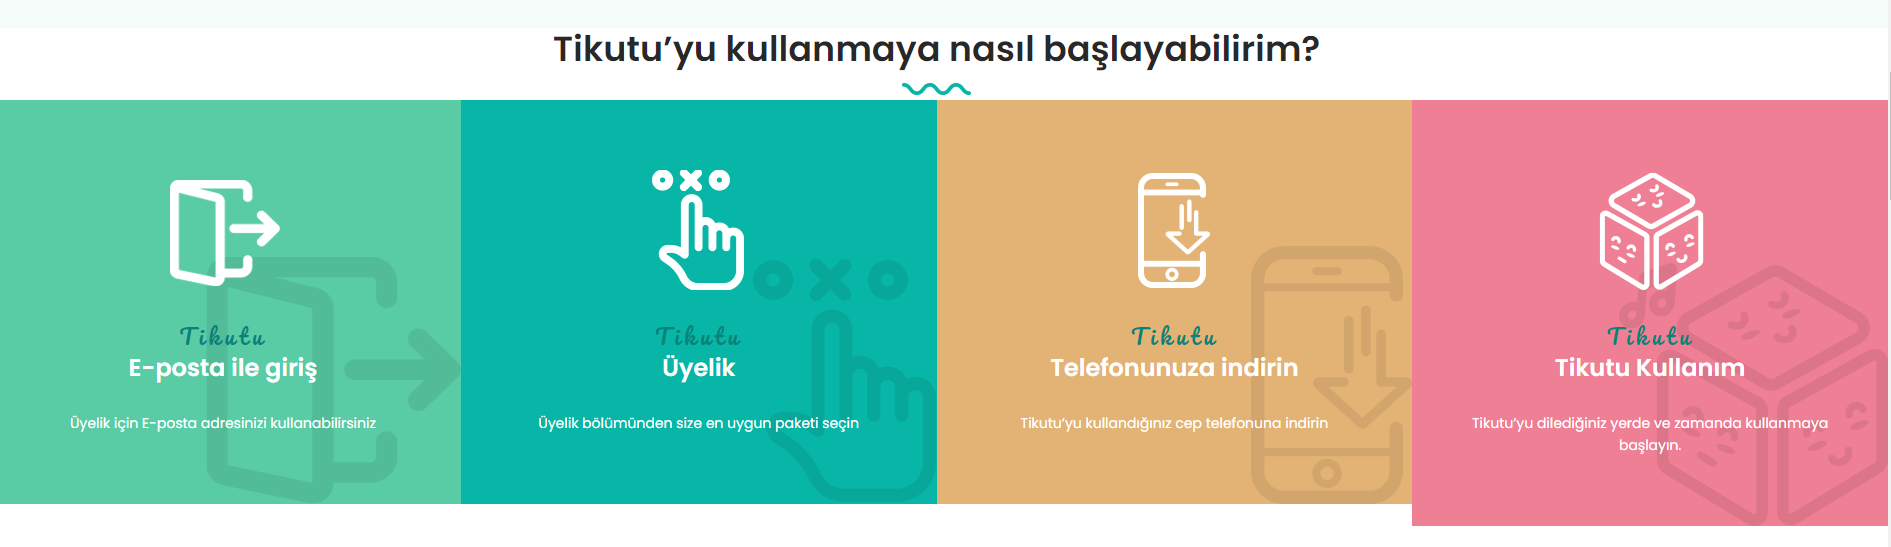 Tikutu’yu kullanmaya nasıl başlayabilirim?
Tikutu
E-posta ile giriş
Üyelik için E-posta adresinizi kullanabilirsiniz
Tikutu
Üyelik
Üyelik bölümünden size en uygun paketi seçin
Tikutu
Telefonunuza indirin
Tikutu’yu kullandığınız cep telefonuna indirin
Tikutu
Tikutu Kullanım
Tikutu’yu dilediğiniz yerde ve zamanda kullanmaya
başlayın.